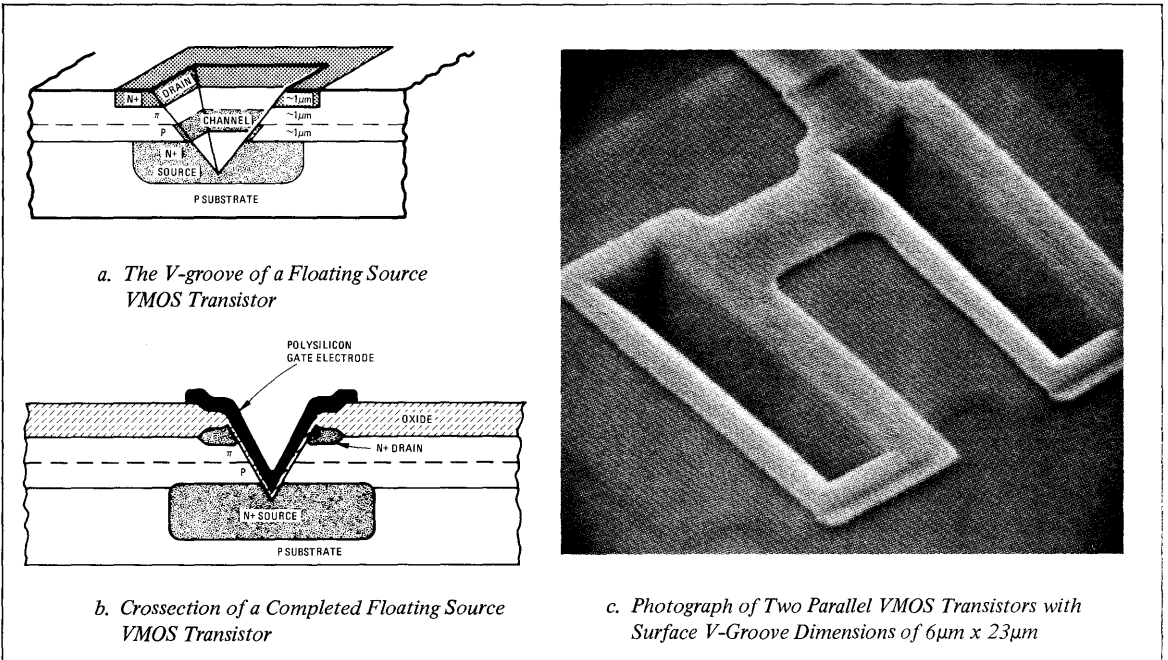 DRAIN
N+
~1μm
π
CHANNEL
~1μm
P
~1μm
N+
SOURCE
P SUBSTRATE
a. The V-groove of a Floating Source
VMOS Transistor
POLYSILICON
GATE ELECTRODE
OXIDE
N+ DRAIN
π
P
N+ SOURCE
P SUBSTRATE
b. Crossection of a Completed Floating Source
VMOS Transistor
c. Photograph of Two Parallel VMOS Transistors with
Surface V-Groove Dimensions of 6μm x 23μm